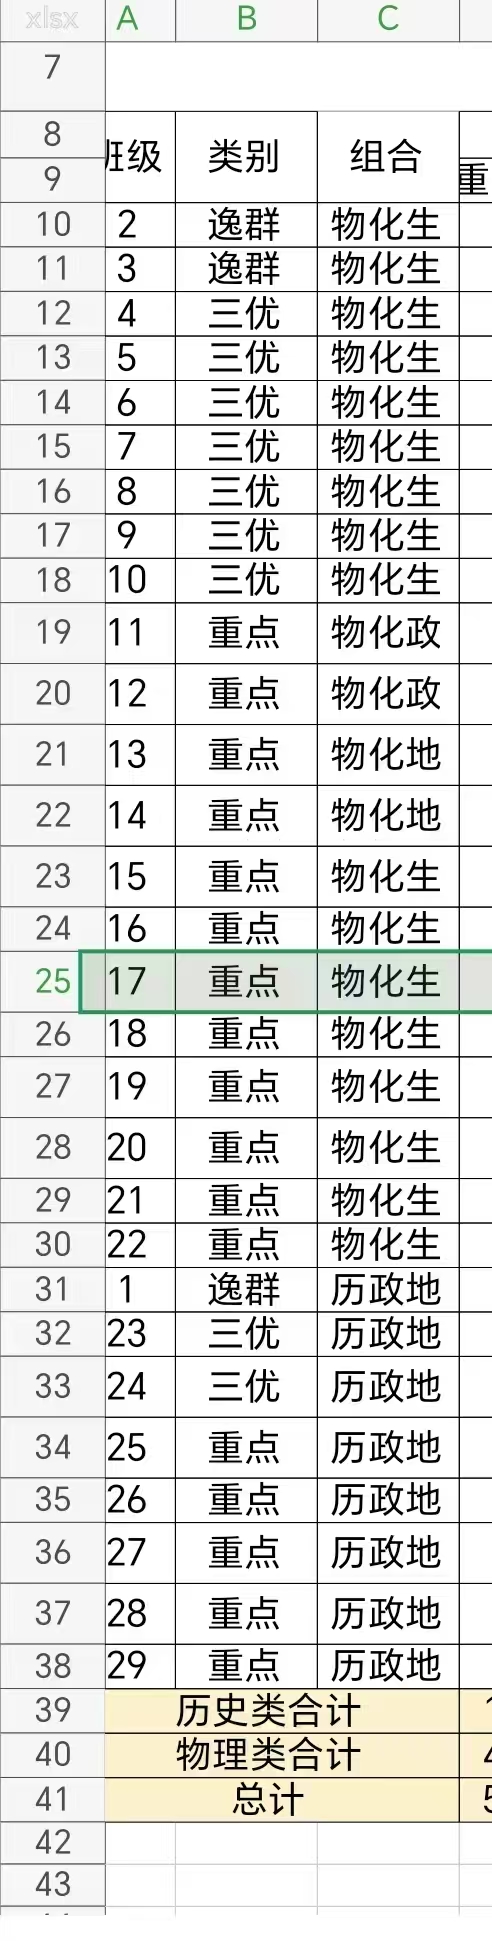 xlsx A B C
7
8 班级 类别 组合
9 重
10 2 逸群 物化生
11 3 逸群 物化生
12 4 三优 物化生
13 5 三优 物化生
14 6 三优 物化生
15 7 三优 物化生
16 8 三优 物化生
17 9 三优 物化生
18 10 三优 物化生
19 11 重点 物化政
20 12 重点 物化政
21 13 重点 物化地
22 14 重点 物化地
23 15 重点 物化生
24 16 重点 物化生
25 17 重点 物化生
26 18 重点 物化生
27 19 重点 物化生
28 20 重点 物化生
29 21 重点 物化生
30 22 重点 物化生
31 1 逸群 历政地
32 23 三优 历政地
33 24 三优 历政地
34 25 重点 历政地
35 26 重点 历政地
36 27 重点 历政地
37 28 重点 历政地
38 29 重点 历政地
39 历史类合计
40 物理类合计
41 总计
42
43